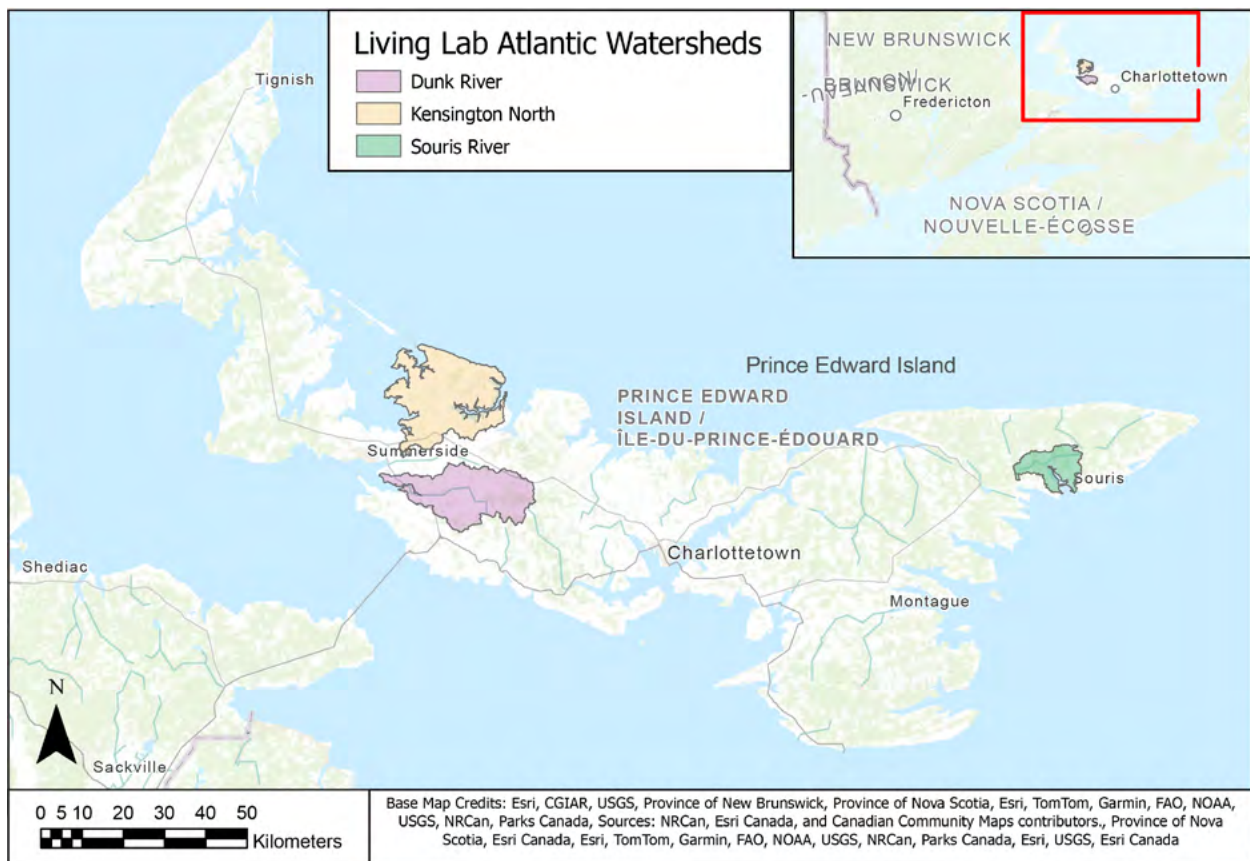 Living Lab Atlantic Watersheds
Dunk River
Kensington North
Souris River
NEW BRUNSWICK
NOUVEAU-
BRUNSWICK
Fredericton
Charlottetown
NOVA SCOTIA /
NOUVELLE-ÉCOSSE
Tignish
Prince Edward Island
PRINCE EDWARD
ISLAND /
ÎLE-DU-PRINCE-ÉDOUARD
Summerside
Souris
Charlottetown
Shediac
Montague
N
Sackville
0 5 10 20 30 40 50
Kilometers
Base Map Credits: Esri, CGIAR, USGS, Province of New Brunswick, Province of Nova Scotia, Esri, TomTom, Garmin, FAO, NOAA,
USGS, NRCan, Parks Canada, Sources: NRCan, Esri Canada, and Canadian Community Maps contributors., Province of Nova
Scotia, Esri Canada, Esri, TomTom, Garmin, FAO, NOAA, USGS, NRCan, Parks Canada, Esri, USGS, Esri Canada